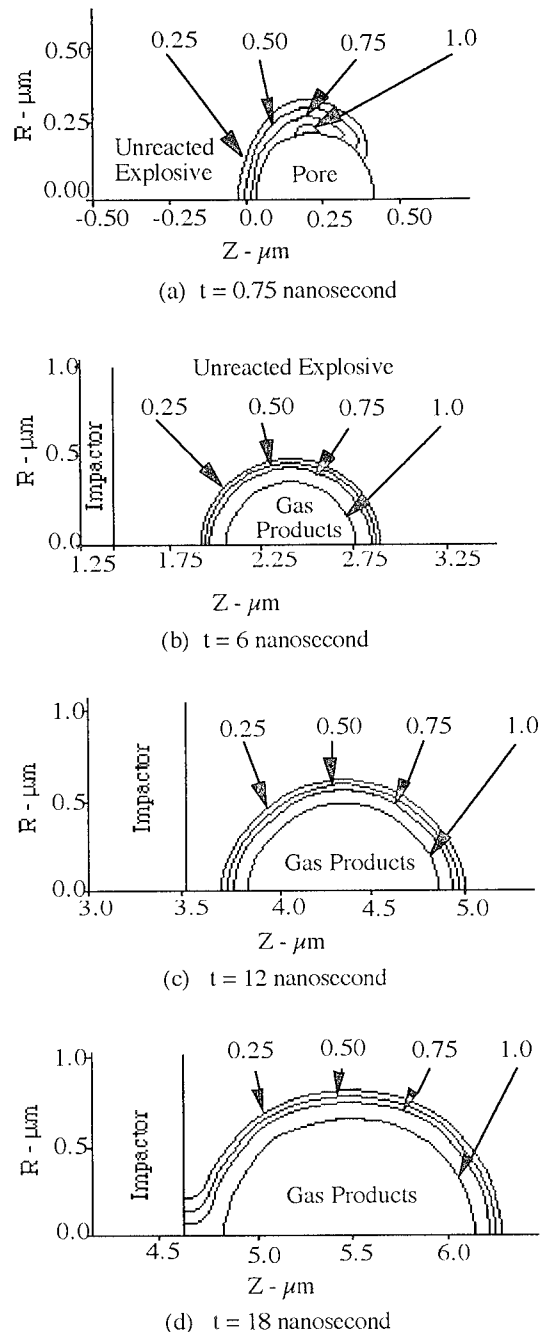 0.25 0.50 0.75 1.0
0.50
0.25
0.00
R - μm
Unreacted
Explosive
Pore
-0.50 -0.25 0.0 0.25 0.50
Z - μm
(a) t = 0.75 nanosecond
Unreacted Explosive
1.0
0.5
0.0
R - μm
Impactor
0.25 0.50 0.75 1.0
Gas
Products
1.25 1.75 2.25 2.75 3.25
Z - μm
(b) t = 6 nanosecond
1.0
0.5
0.0
R - μm
Impactor
0.25 0.50 0.75 1.0
Gas Products
3.0 3.5 4.0 4.5 5.0
Z - μm
(c) t = 12 nanosecond
1.0
0.5
0.0
R - μm
Impactor
0.25 0.50 0.75 1.0
Gas Products
4.5 5.0 5.5 6.0
Z - μm
(d) t = 18 nanosecond